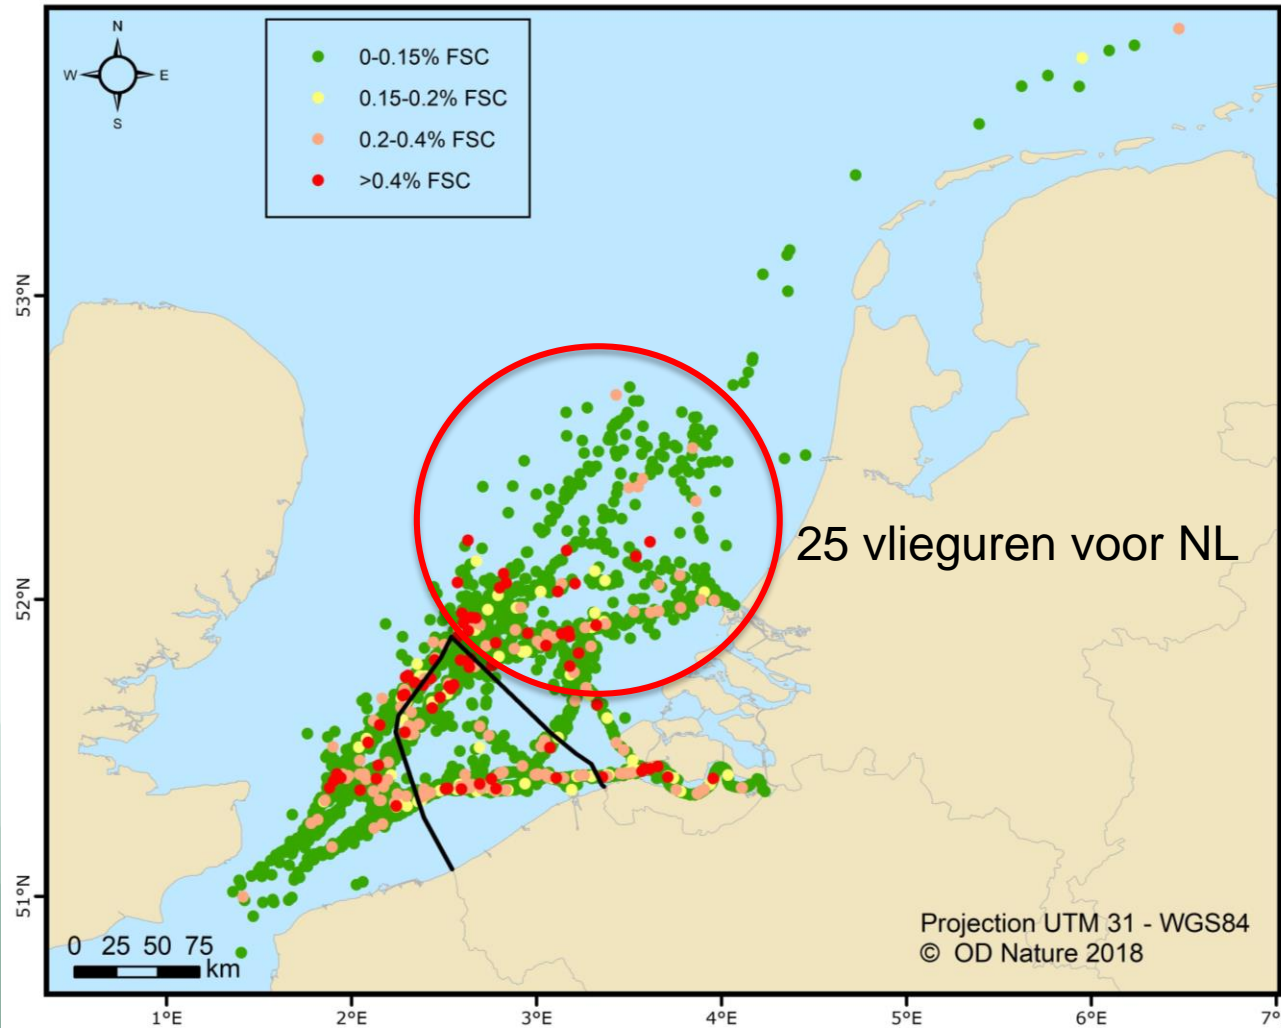 N
W E
S
0-0.15% FSC
0.15-0.2% FSC
0.2-0.4% FSC
>0.4% FSC
53°N
52°N
51°N
25 vlieguren voor NL
Projection UTM 31 - WGS84
© OD Nature 2018
0 25 50 75
km
1°E 2°E 3°E 4°E 5°E 6°E 7°